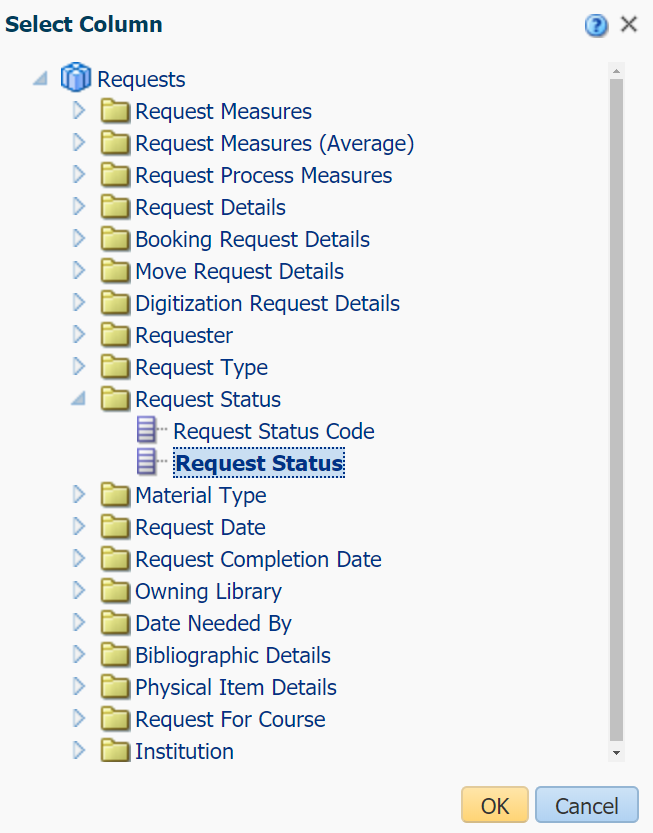 Select Column
Requests
Request Measures
Request Measures (Average)
Request Process Measures
Request Details
Booking Request Details
Move Request Details
Digitization Request Details
Requester
Request Type
Request Status
Request Status Code
Request Status
Material Type
Request Date
Request Completion Date
Owning Library
Date Needed By
Bibliographic Details
Physical Item Details
Request For Course
Institution
OK Cancel